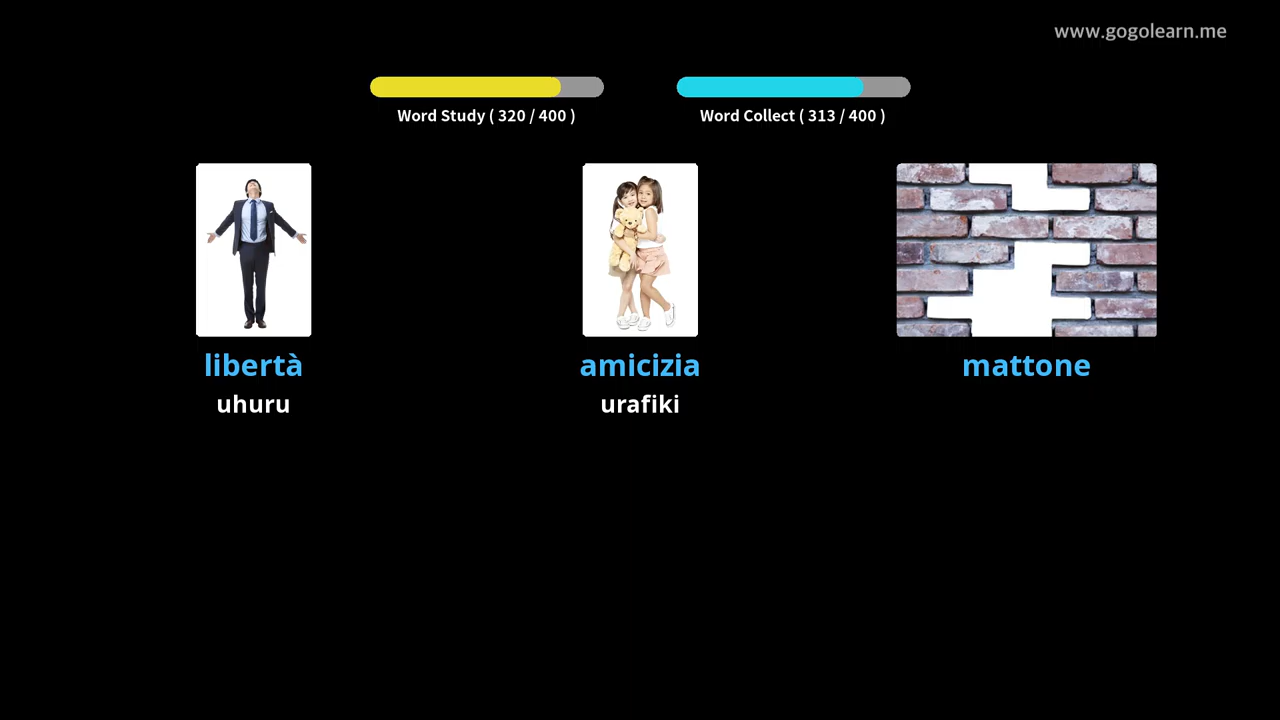 www.gogolearn.me
Word Study ( 320 / 400 )
Word Collect ( 313 / 400 )
libertà
uhuru
amicizia
urafiki
mattone